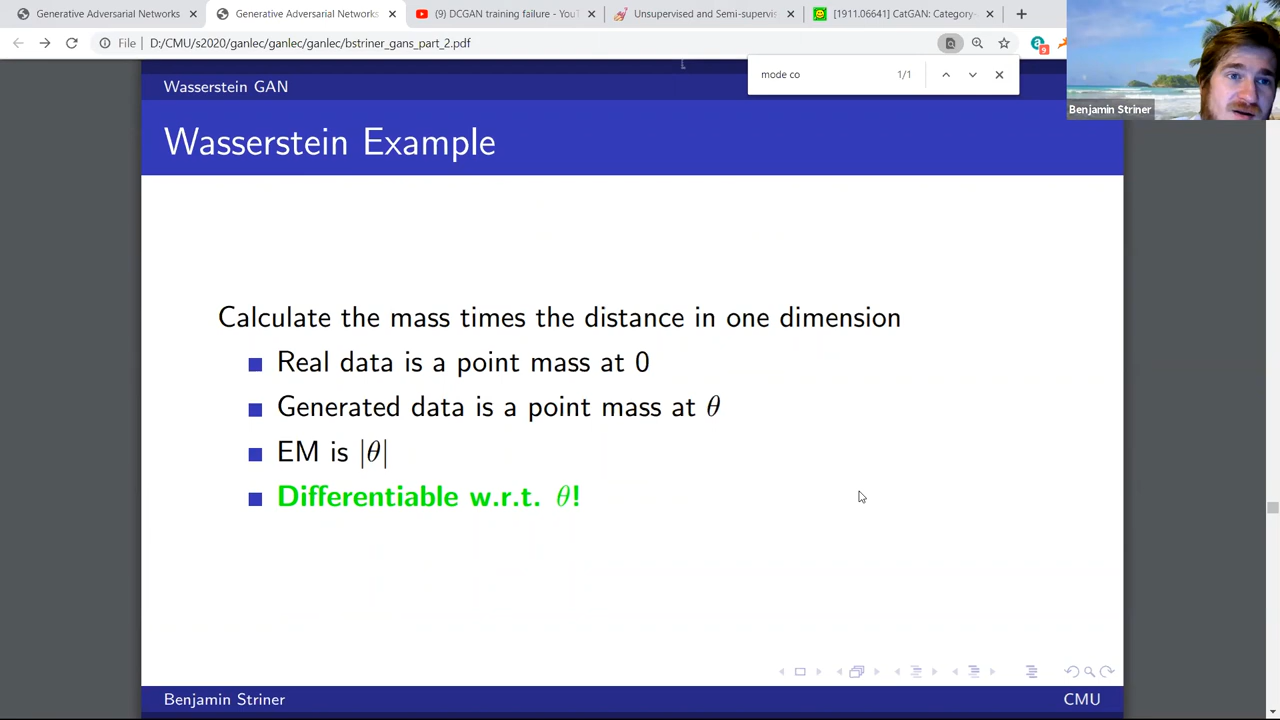 Generative Adversarial Networks
Generative Adversarial Networks
(9) DCGAN training failure - You
Unsupervised and Semi-supervis
[1911.06641] CatGAN: Category-
File
D:/CMU/s2020/ganlec/ganlec/ganlec/bstriner_gans_part_2.pdf
9
mode co
1/1
Benjamin Striner
Wasserstein GAN
Wasserstein Example
Calculate the mass times the distance in one dimension
Real data is a point mass at 0
Generated data is a point mass at θ
EM is |θ|
Differentiable w.r.t. θ!
Benjamin Striner
CMU